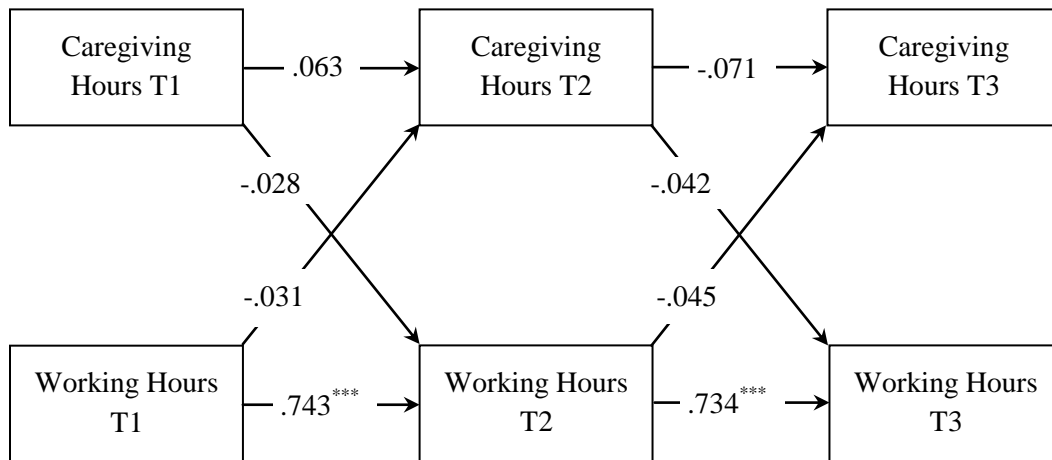 Caregiving
Hours T1
.063
Caregiving
Hours T2
-.071
Caregiving
Hours T3
-.028
-.042
-.031
-.045
Working Hours
T1
.743***
Working Hours
T2
.734***
Working Hours
T3